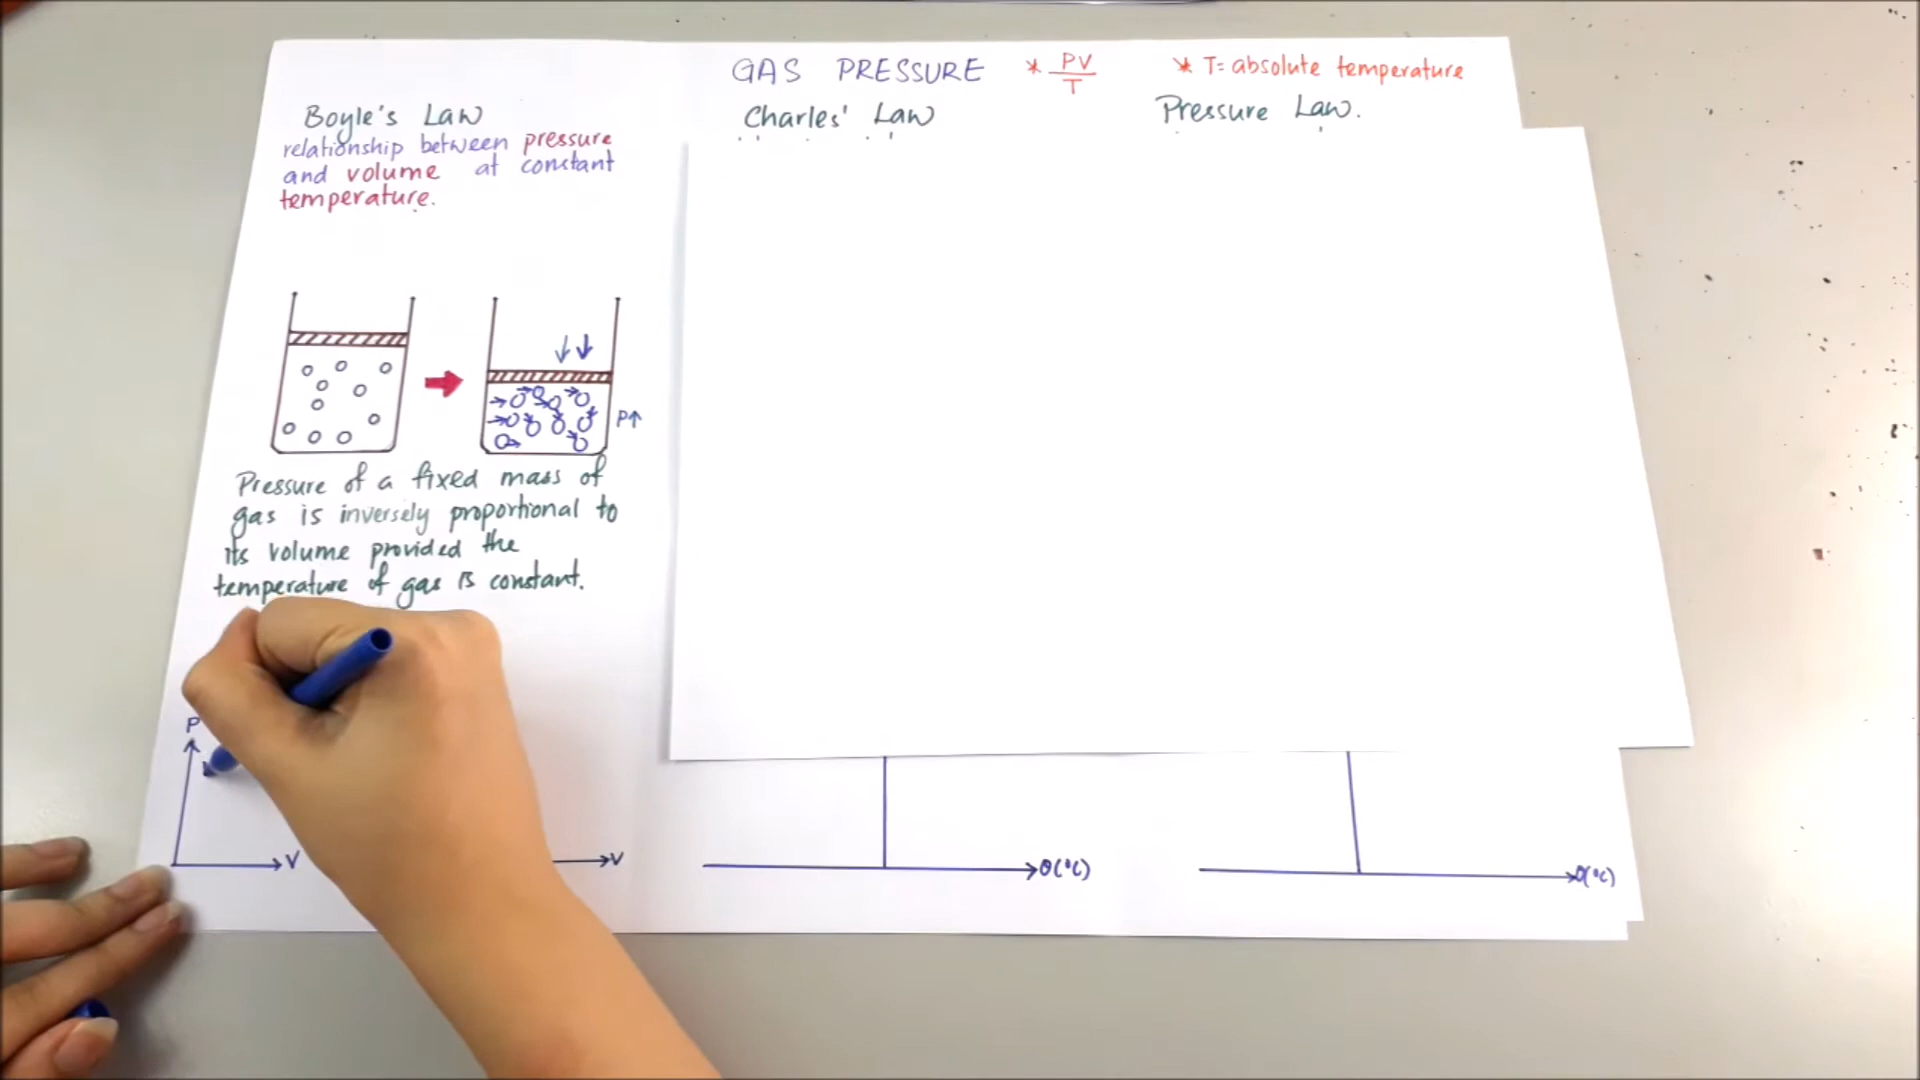 GAS PRESSURE * PV/T * T= absolute temperature
Boyle's Law
relationship between pressure
and volume at constant
temperature.
Charles' Law
Pressure Law.
P↑
Pressure of a fixed mass of
gas is inversely proportional to
its volume provided the
temperature of gas is constant.
P
V
V
θ(°C)
θ(°C)